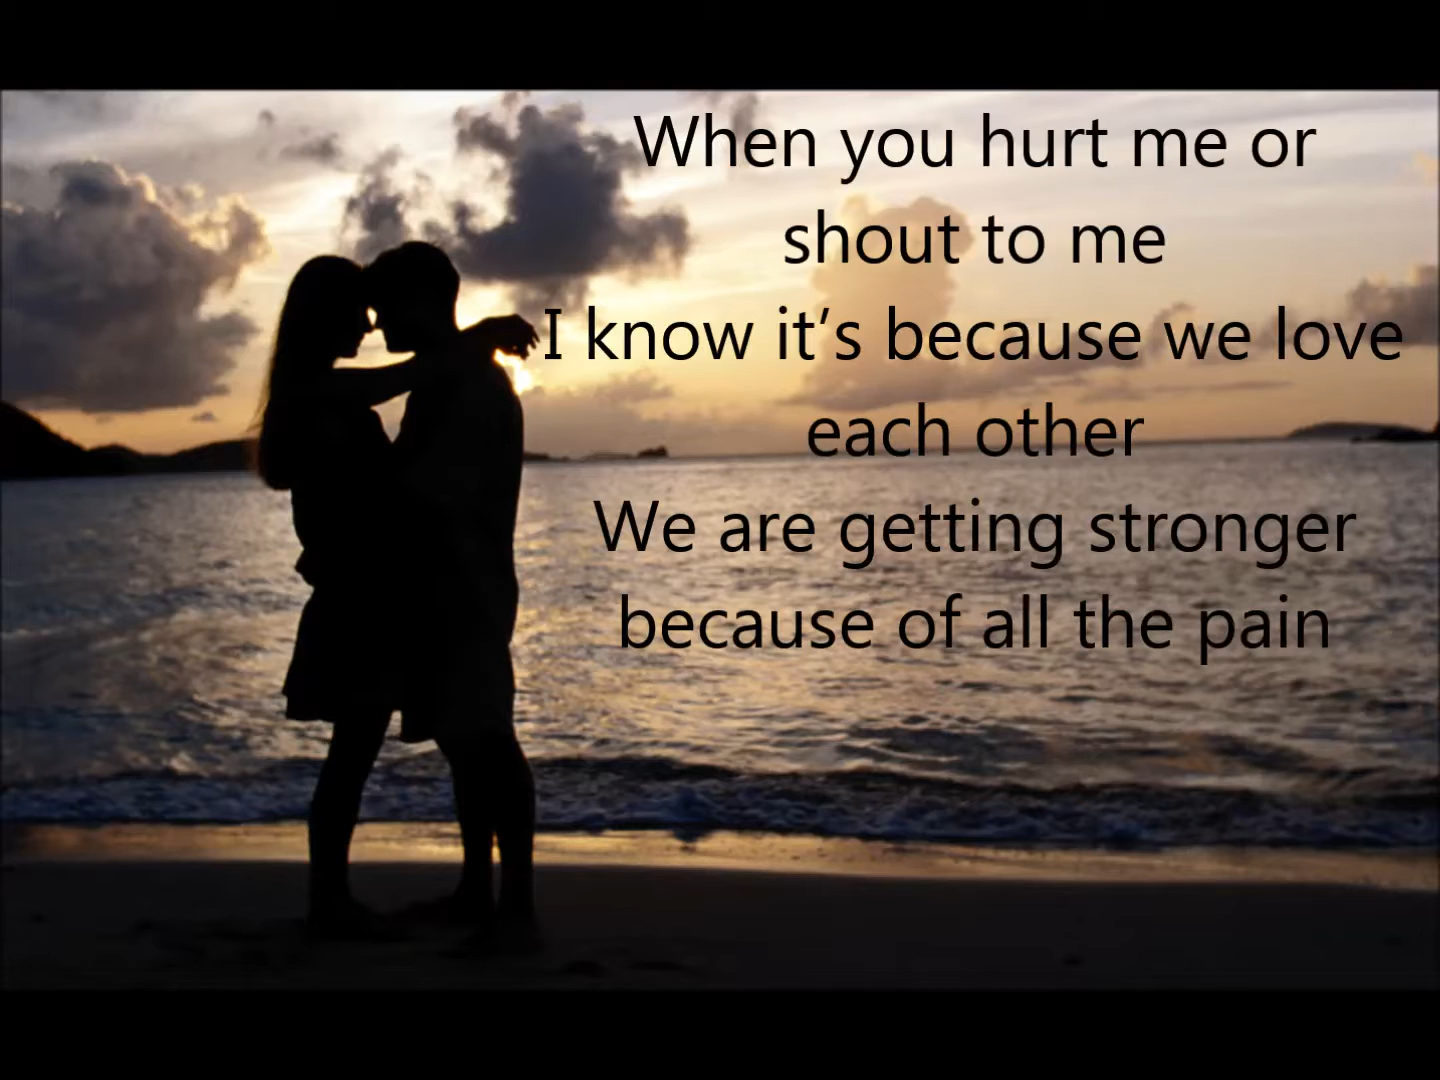 When you hurt me or
shout to me
I know it’s because we love
each other
We are getting stronger
because of all the pain